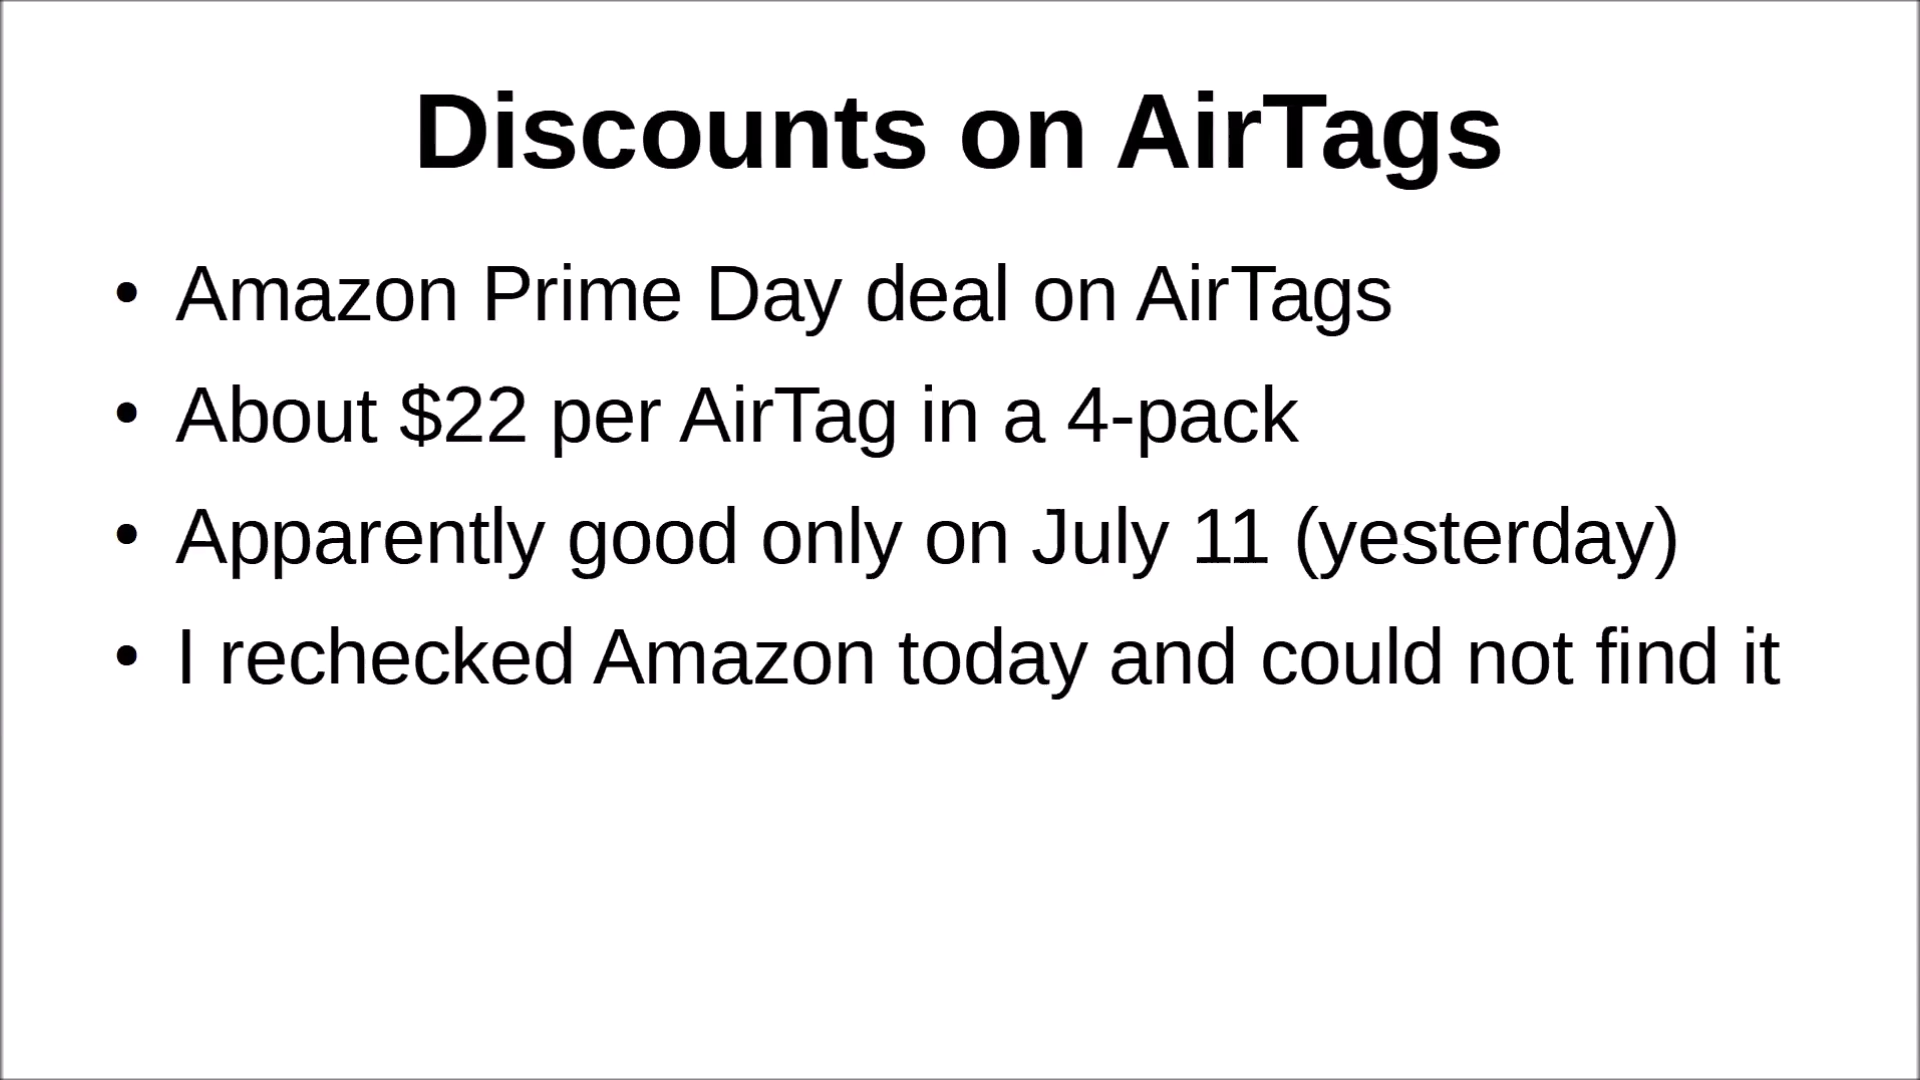 Discounts on AirTags
• Amazon Prime Day deal on AirTags
• About $22 per AirTag in a 4-pack
• Apparently good only on July 11 (yesterday)
• I rechecked Amazon today and could not find it